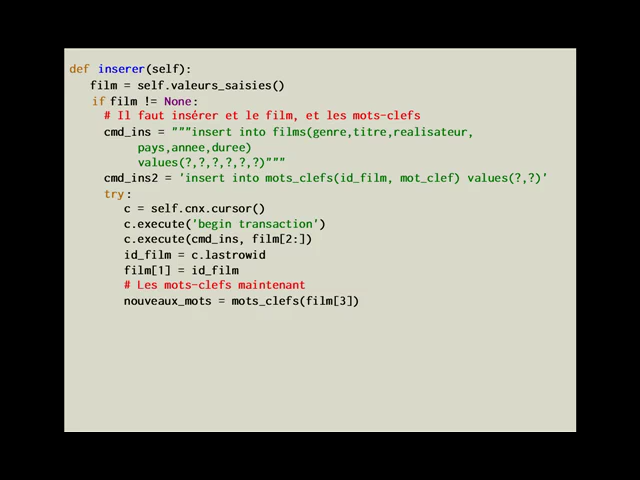 def inserer(self):
film = self.valeurs_saisies()
if film != None:
# Il faut insérer et le film, et les mots-clefs
cmd_ins = """insert into films(genre,titre,realisateur,
pays,annee,duree)
values(?,?,?,?,?,?)"""
cmd_ins2 = 'insert into mots_clefs(id_film, mot_clef) values(?,?)'
try:
c = self.cnx.cursor()
c.execute('begin transaction')
c.execute(cmd_ins, film[2:])
id_film = c.lastrowid
film[1] = id_film
# Les mots-clefs maintenant
nouveaux_mots = mots_clefs(film[3])